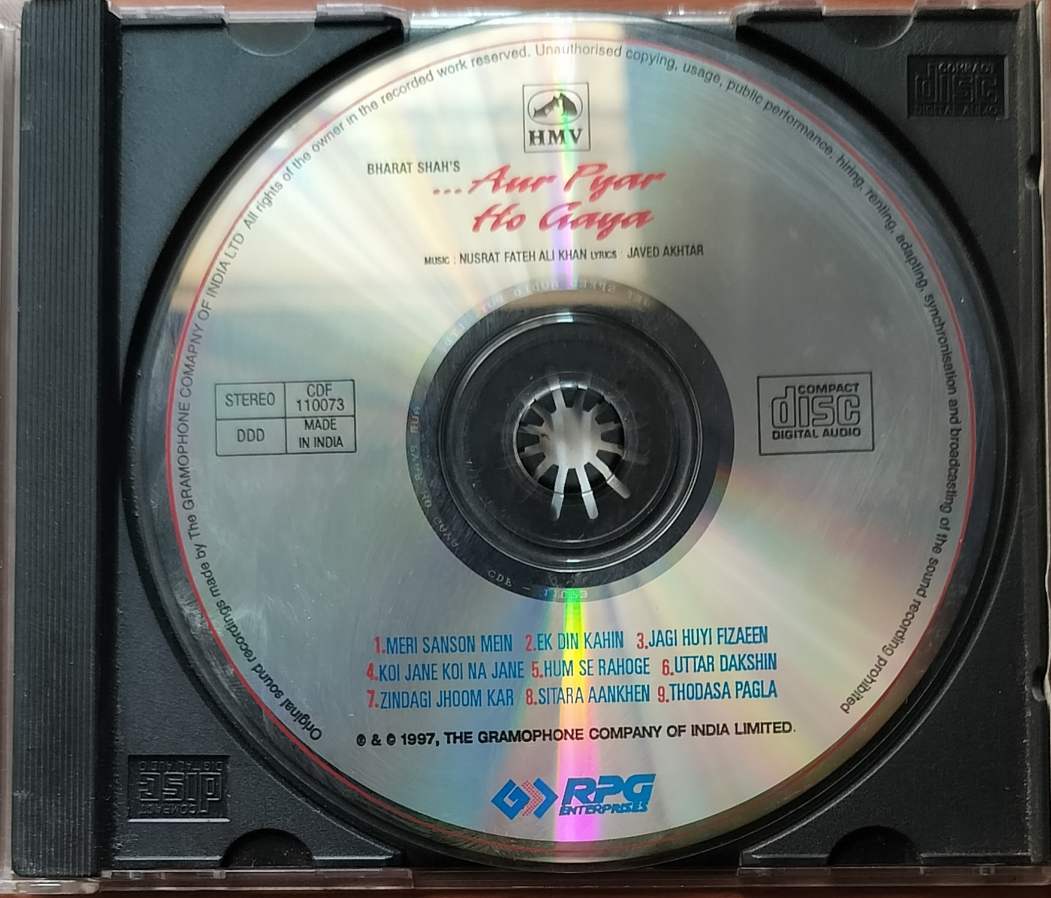 Original sound recordings made by The GRAMOPHONE COMAPNY OF INDIA LTD All rights of the owner in the recorded work reserved. Unauthorised copying, usage, public performance, hiring, renting, adapting, synchronisation and broadcasting of the sound recording prohibited
HMV
BHARAT SHAH'S
...Aur Pyar
Ho Gaya
MUSIC : NUSRAT FATEH ALI KHAN LYRICS : JAVED AKHTAR
STEREO CDF 110073
DDD MADE IN INDIA
COMPACT
disc
DIGITAL AUDIO
1.MERI SANSON MEIN 2.EK DIN KAHIN 3.JAGI HUYI FIZAEEN
4.KOI JANE KOI NA JANE 5.HUM SE RAHOGE 6.UTTAR DAKSHIN
7.ZINDAGI JHOOM KAR 8.SITARA AANKHEN 9.THODASA PAGLA
℗ & © 1997, THE GRAMOPHONE COMPANY OF INDIA LIMITED.
RPG
ENTERPRISES
COMPACT
disc
DIGITAL AUDIO
COMPACT
disc
DIGITAL AUDIO